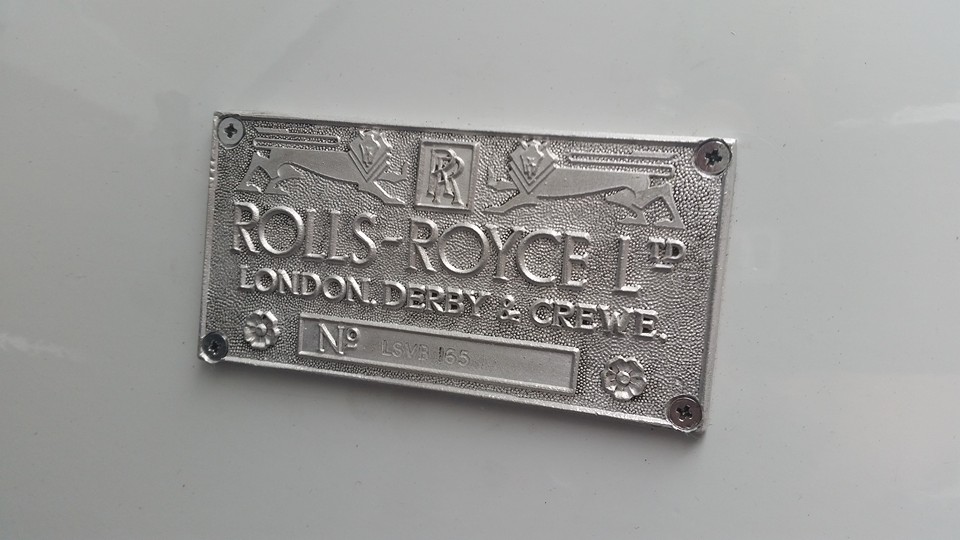 RR
ROLLS-ROYCE LTD
LONDON. DERBY & CREWE.
Nº LSVB 165